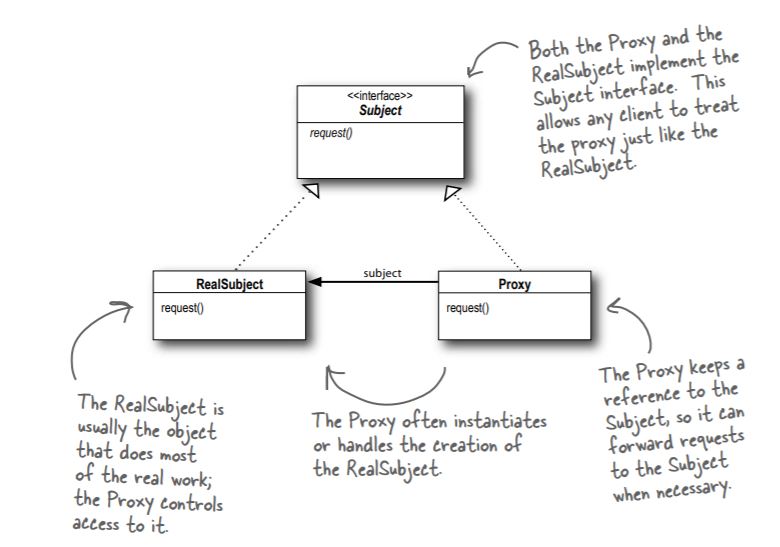 Both the Proxy and the
RealSubject implement the
Subject interface. This
allows any client to treat
the proxy just like the
RealSubject.
<<interface>>
Subject
request()
subject
RealSubject
request()
Proxy
request()
The RealSubject is
usually the object
that does most
of the real work;
the Proxy controls
access to it.
The Proxy often instantiates
or handles the creation of
the RealSubject.
The Proxy keeps a
reference to the
Subject, so it can
forward requests
to the Subject
when necessary.